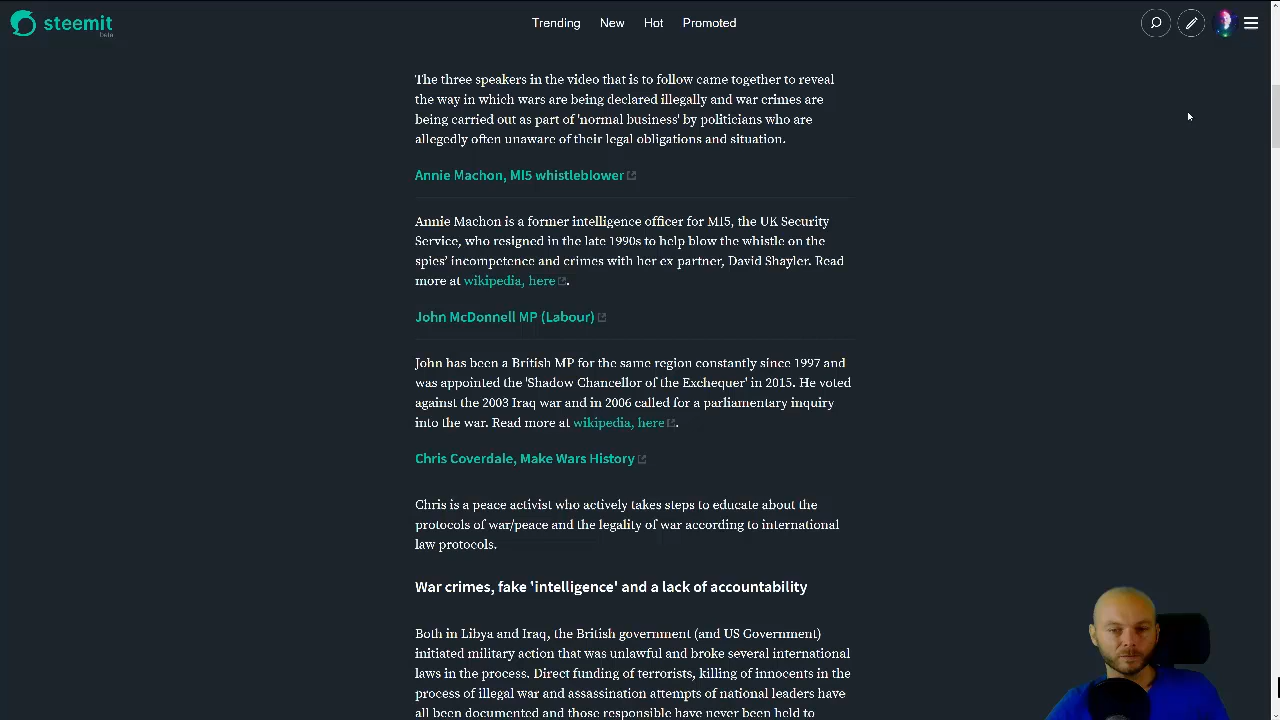 steemit
beta
Trending New Hot Promoted
The three speakers in the video that is to follow came together to reveal
the way in which wars are being declared illegally and war crimes are
being carried out as part of 'normal business' by politicians who are
allegedly often unaware of their legal obligations and situation.
Annie Machon, MI5 whistleblower
Annie Machon is a former intelligence officer for MI5, the UK Security
Service, who resigned in the late 1990s to help blow the whistle on the
spies’ incompetence and crimes with her ex partner, David Shayler. Read
more at wikipedia, here.
John McDonnell MP (Labour)
John has been a British MP for the same region constantly since 1997 and
was appointed the 'Shadow Chancellor of the Exchequer' in 2015. He voted
against the 2003 Iraq war and in 2006 called for a parliamentary inquiry
into the war. Read more at wikipedia, here.
Chris Coverdale, Make Wars History
Chris is a peace activist who actively takes steps to educate about the
protocols of war/peace and the legality of war according to international
law protocols.
War crimes, fake 'intelligence' and a lack of accountability
Both in Libya and Iraq, the British government (and US Government)
initiated military action that was unlawful and broke several international
laws in the process. Direct funding of terrorists, killing of innocents in the
process of illegal war and assassination attempts of national leaders have
all been documented and those responsible have never been held to